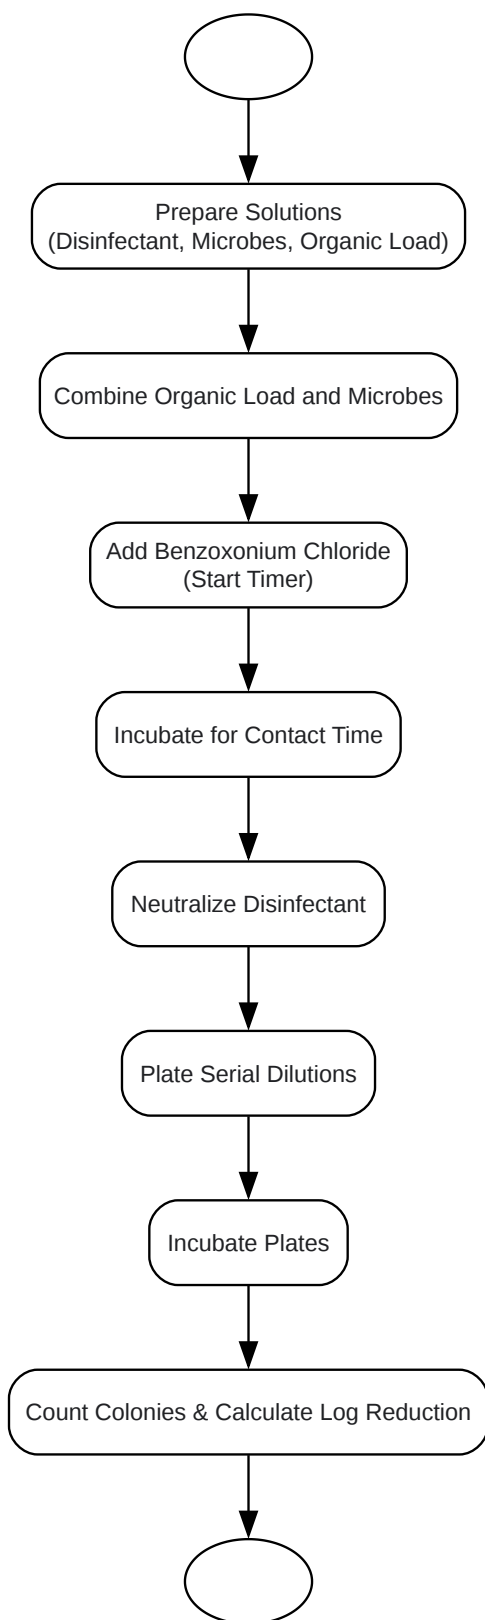 Prepare Solutions
(Disinfectant, Microbes, Organic Load)
Combine Organic Load and Microbes
Add Benzoxonium Chloride
(Start Timer)
Incubate for Contact Time
Neutralize Disinfectant
Plate Serial Dilutions
Incubate Plates
Count Colonies & Calculate Log Reduction